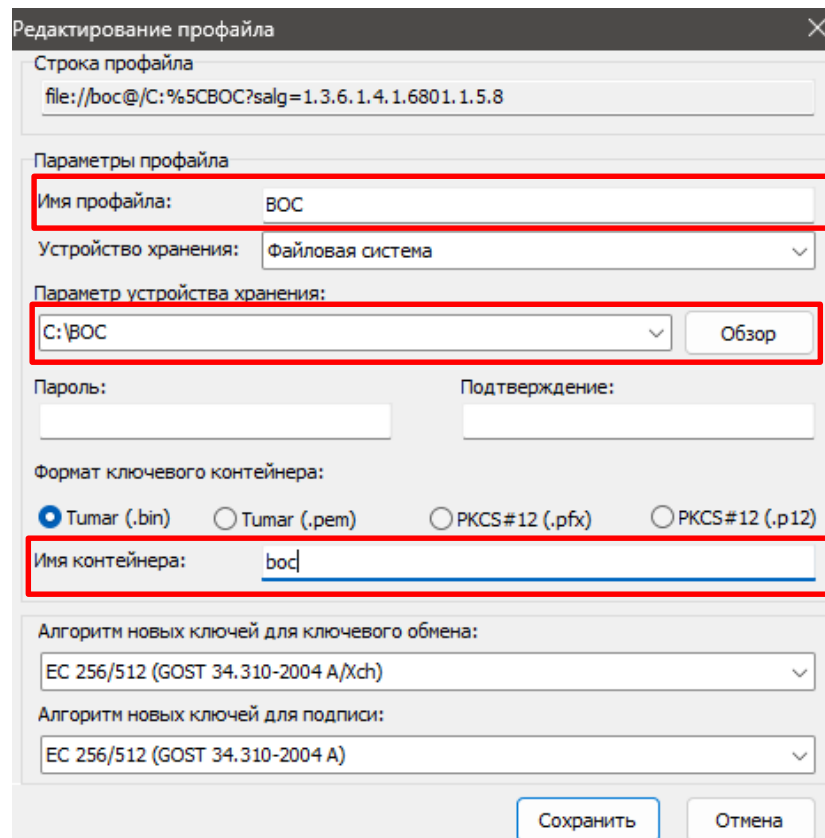 Редактирование профайла
Строка профайла
file://boc@/C:%5CBOC?salg=1.3.6.1.4.1.6801.1.5.8
Параметры профайла
Имя профайла: BOC
Устройство хранения: Файловая система
Параметр устройства хранения:
C:\BOC Обзор
Пароль: Подтверждение:
Формат ключевого контейнера:
Tumar (.bin) Tumar (.pem) PKCS#12 (.pfx) PKCS#12 (.p12)
Имя контейнера: boc
Алгоритм новых ключей для ключевого обмена:
EC 256/512 (GOST 34.310-2004 A/Xch)
Алгоритм новых ключей для подписи:
EC 256/512 (GOST 34.310-2004 A)
Сохранить Отмена